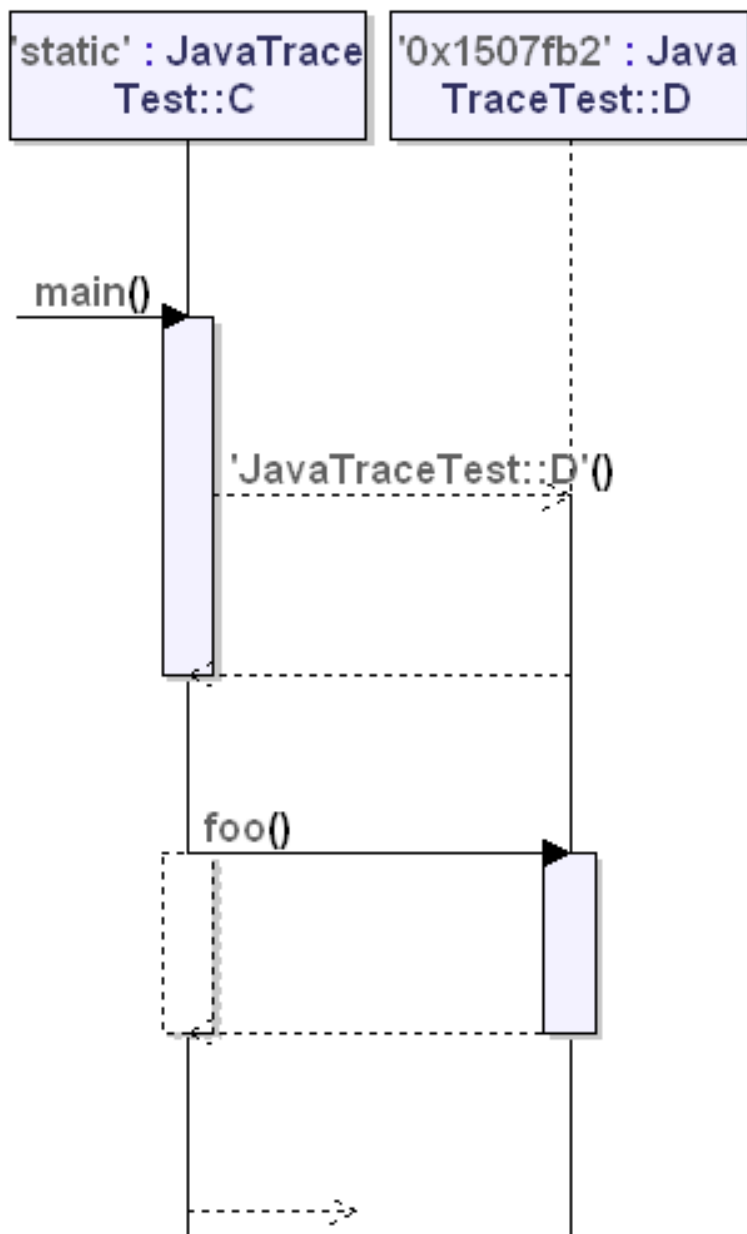 'static' : JavaTrace
Test::C
'0x1507fb2' : Java
TraceTest::D
main()
'JavaTraceTest::D'()
foo()